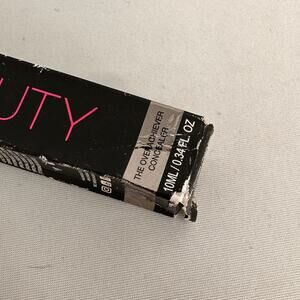 UTY
THE OVERACHIEVER
CONCEALER
10ML / 0.34 FL. OZ